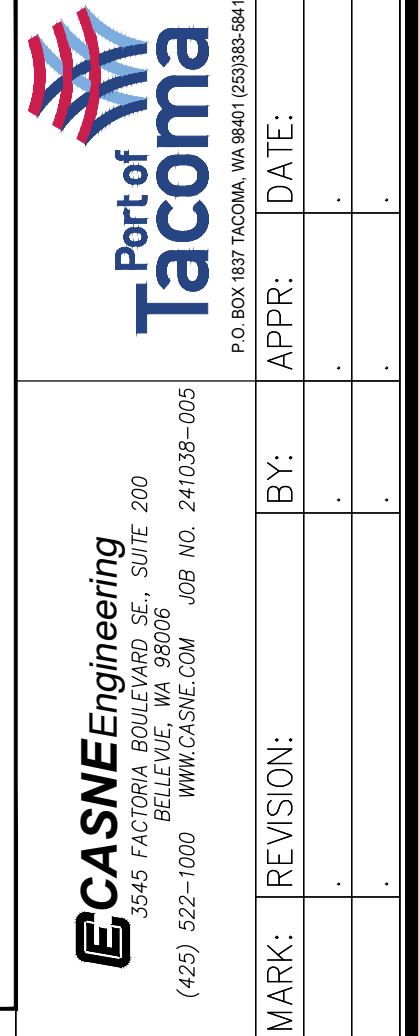 CASNE Engineering
3545 FACTORIA BOULEVARD SE., SUITE 200
BELLEVUE, WA 98006
(425) 522-1000 WWW.CASNE.COM JOB NO. 241038-005
Port of
Tacoma
P.O. BOX 1837 TACOMA, WA 98401 (253)383-5841
MARK: REVISION: BY: APPR: DATE:
. . . .
. . . .